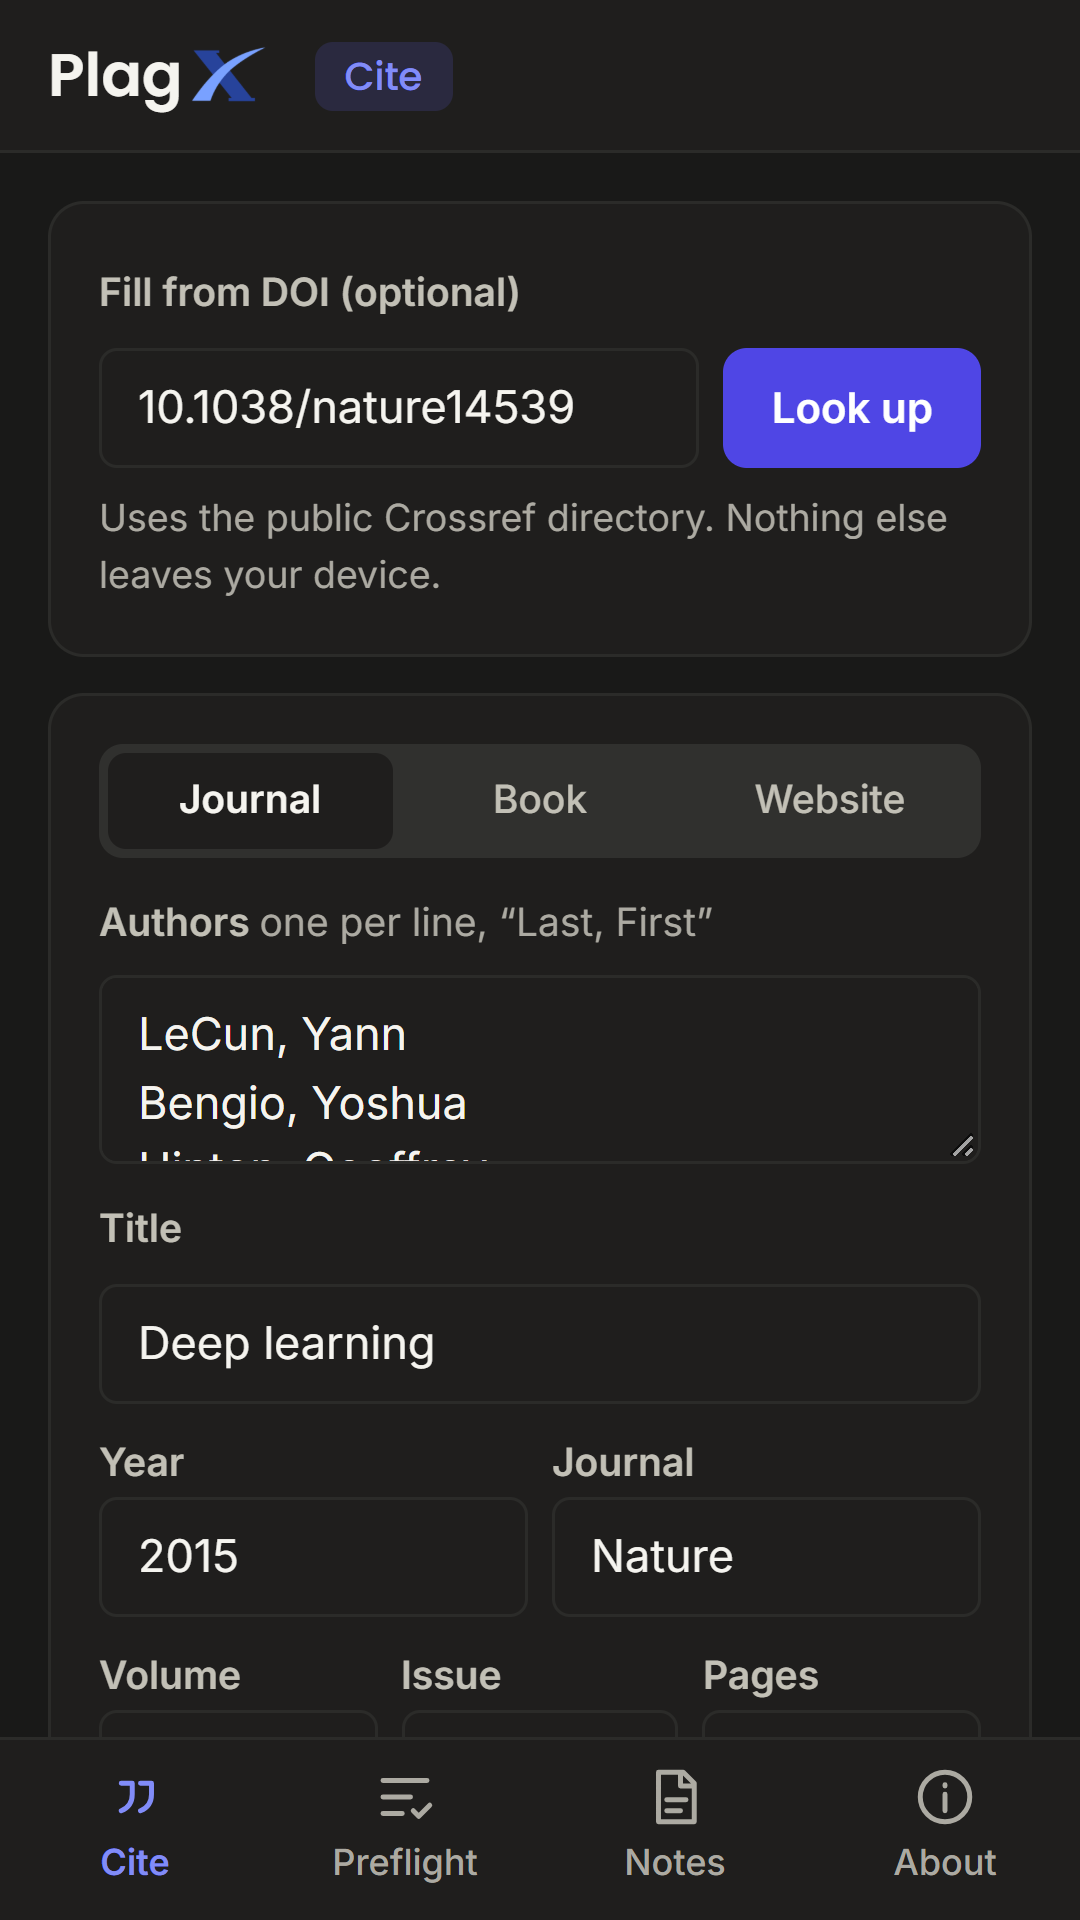 PlagX Cite
Fill from DOI (optional)
10.1038/nature14539
Look up
Uses the public Crossref directory. Nothing else
leaves your device.
Journal Book Website
Authors one per line, “Last, First”
LeCun, Yann
Bengio, Yoshua
Hinton, Geoffrey
Title
Deep learning
Year Journal
2015 Nature
Volume Issue Pages
Cite Preflight Notes About